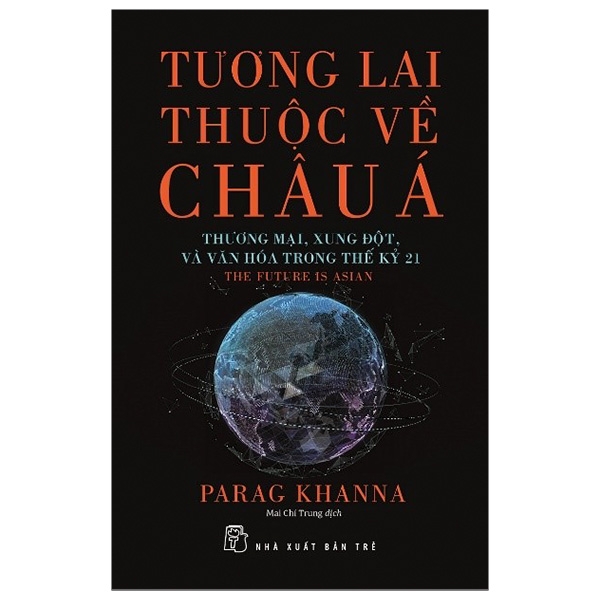 TƯƠNG LAI
THUỘC VỀ
CHÂU Á
THƯƠNG MẠI, XUNG ĐỘT,
VÀ VĂN HÓA TRONG THẾ KỶ 21
THE FUTURE IS ASIAN
PARAG KHANNA
Mai Chí Trung dịch
NHÀ XUẤT BẢN TRẺ